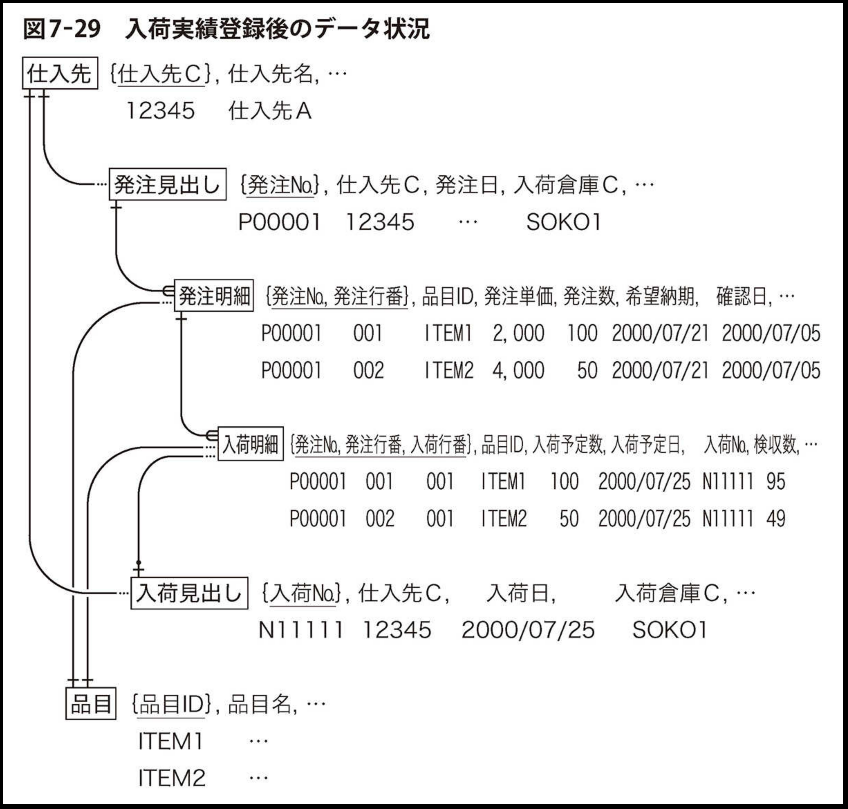 図7-29 入荷実績登録後のデータ状況
仕入先 {仕入先C}, 仕入先名, …
12345 仕入先A
発注見出し {発注No.}, 仕入先C, 発注日, 入荷倉庫C, …
P00001 12345 … SOKO1
発注明細 {発注No, 発注行番}, 品目ID, 発注単価, 発注数, 希望納期, 確認日, …
P00001 001 ITEM1 2,000 100 2000/07/21 2000/07/05
P00001 002 ITEM2 4,000 50 2000/07/21 2000/07/05
入荷明細 {発注No, 発注行番, 入荷行番}, 品目ID, 入荷予定数, 入荷予定日, 入荷No, 検収数, …
P00001 001 001 ITEM1 100 2000/07/25 N11111 95
P00001 002 001 ITEM2 50 2000/07/25 N11111 49
入荷見出し {入荷No.}, 仕入先C, 入荷日, 入荷倉庫C, …
N11111 12345 2000/07/25 SOKO1
品目 {品目ID}, 品目名, …
ITEM1 …
ITEM2 …